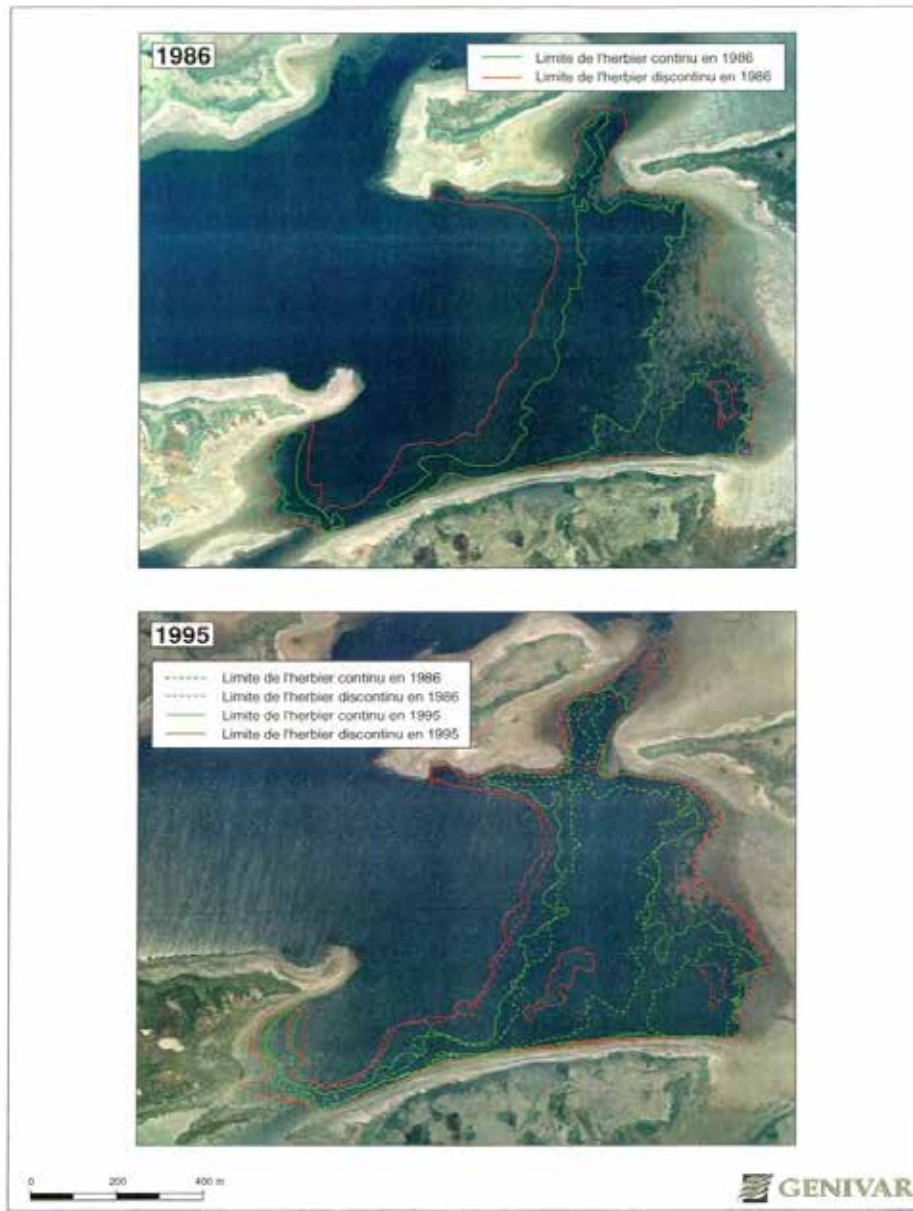 1986
Limite de l'herbier continu en 1986
Limite de l'herbier discontinu en 1986
1995
Limite de l'herbier continu en 1986
Limite de l'herbier discontinu en 1986
Limite de l'herbier continu en 1995
Limite de l'herbier discontinu en 1995
0 200 400 m
GENIVAR